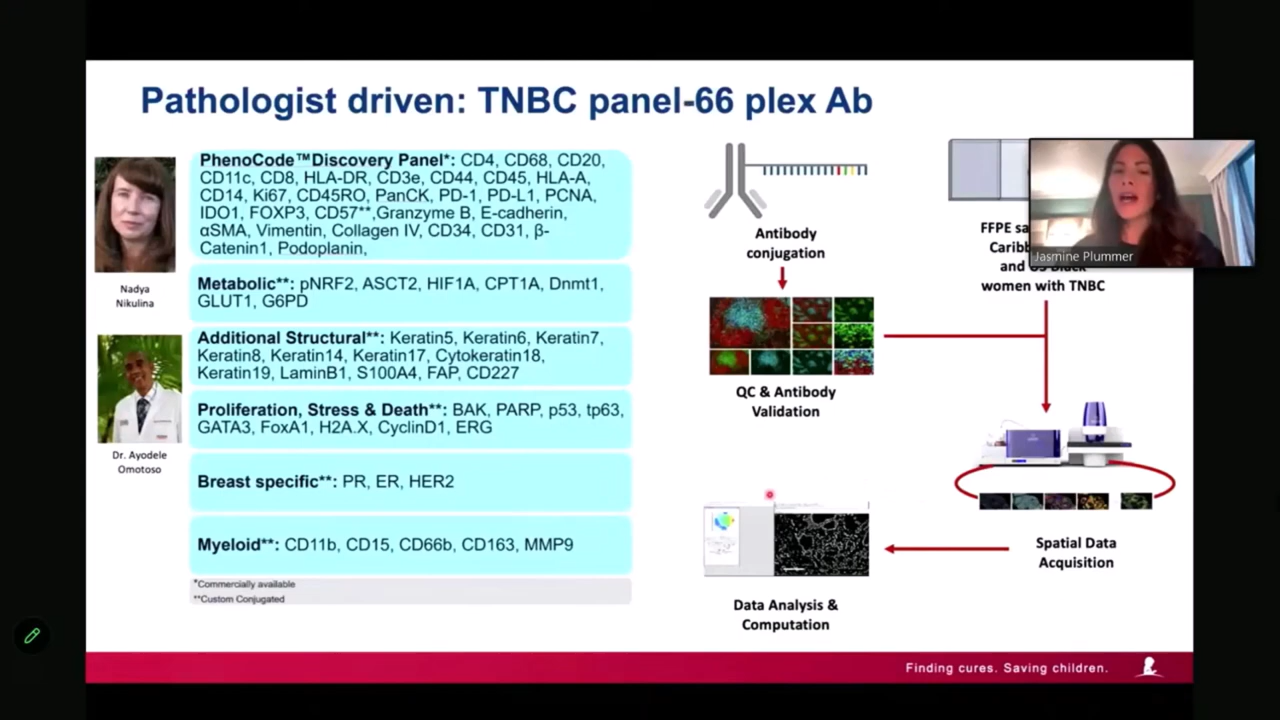 Pathologist driven: TNBC panel-66 plex Ab
PhenoCode™Discovery Panel*: CD4, CD68, CD20,
CD11c, CD8, HLA-DR, CD3e, CD44, CD45, HLA-A,
CD14, Ki67, CD45RO, PanCK, PD-1, PD-L1, PCNA,
IDO1, FOXP3, CD57**,Granzyme B, E-cadherin,
αSMA, Vimentin, Collagen IV, CD34, CD31, β-
Catenin1, Podoplanin,
Nadya
Nikulina
Metabolic**: pNRF2, ASCT2, HIF1A, CPT1A, Dnmt1,
GLUT1, G6PD
Additional Structural**: Keratin5, Keratin6, Keratin7,
Keratin8, Keratin14, Keratin17, Cytokeratin18,
Keratin19, LaminB1, S100A4, FAP, CD227
Dr. Ayodele
Omotoso
Proliferation, Stress & Death**: BAK, PARP, p53, tp63,
GATA3, FoxA1, H2A.X, CyclinD1, ERG
Breast specific**: PR, ER, HER2
Myeloid**: CD11b, CD15, CD66b, CD163, MMP9
*Commercially available
**Custom Conjugated
Antibody
conjugation
QC & Antibody
Validation
FFPE
and
women with TNBC
Jasmine Plummer
Spatial Data
Acquisition
Data Analysis &
Computation
Finding cures. Saving children.